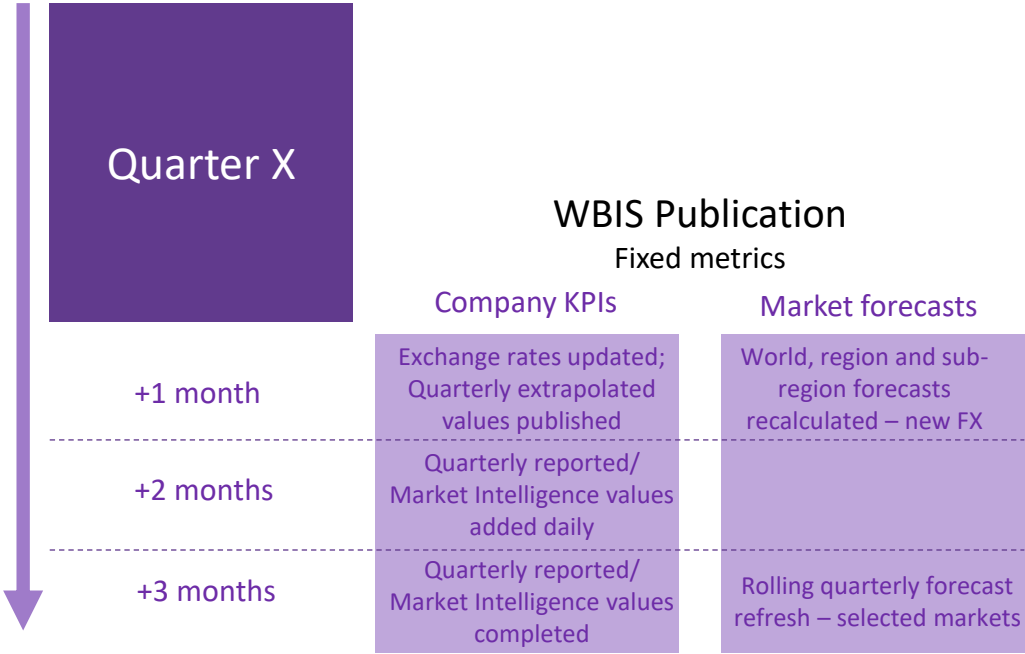 Quarter X
WBIS Publication
Fixed metrics
Company KPIs
Market forecasts
+1 month
Exchange rates updated;
Quarterly extrapolated
values published
World, region and sub-
region forecasts
recalculated – new FX
+2 months
Quarterly reported/
Market Intelligence values
added daily
+3 months
Quarterly reported/
Market Intelligence values
completed
Rolling quarterly forecast
refresh – selected markets